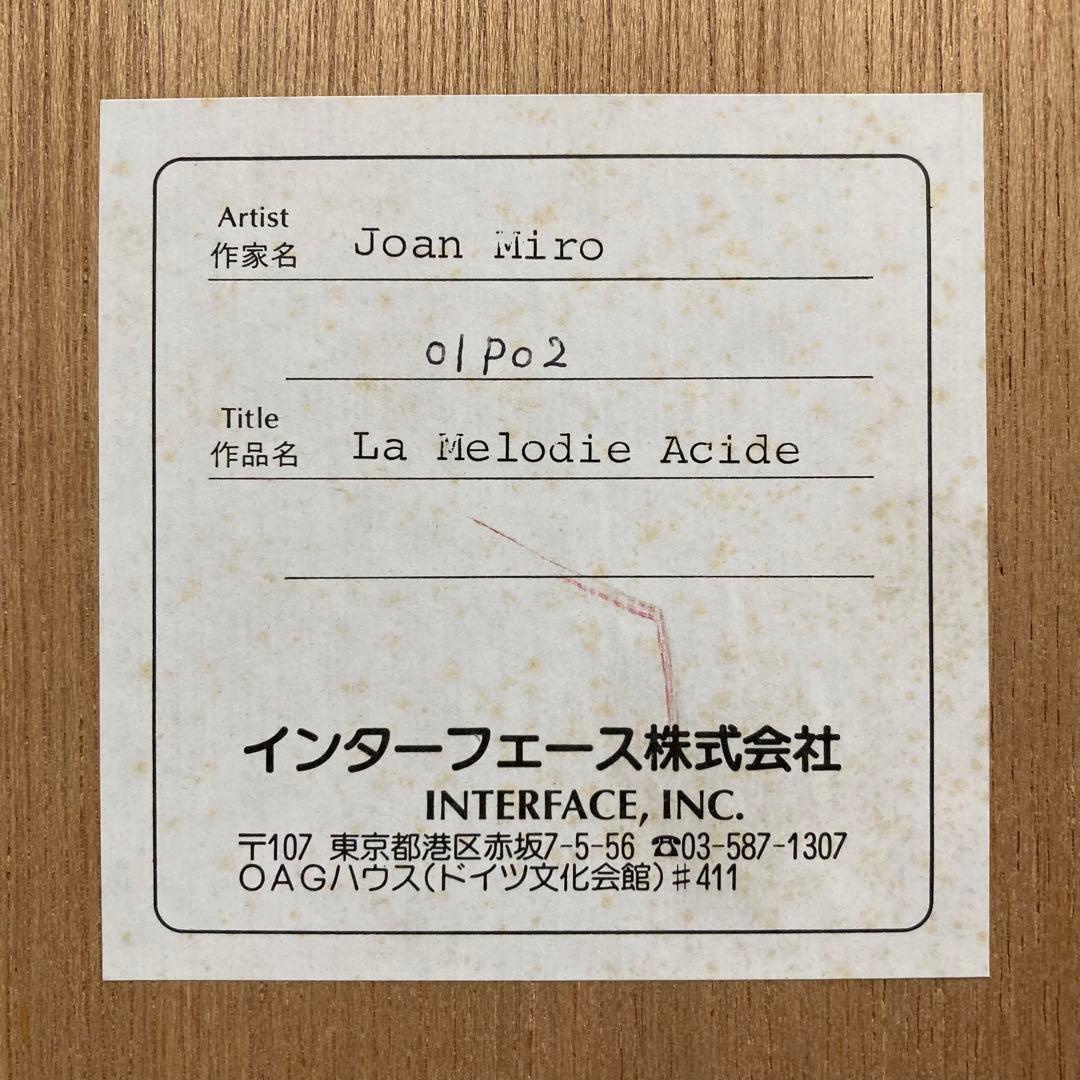 Artist
作家名 Joan Miro
01P02
Title
作品名 La Melodie Acide
インターフェース株式会社
INTERFACE, INC.
〒107 東京都港区赤坂7-5-56 ☎03-587-1307
OAGハウス(ドイツ文化会館)#411